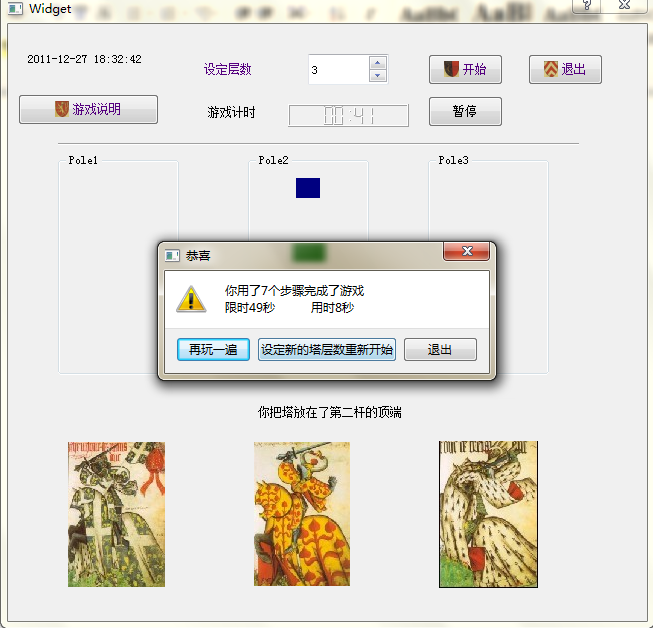 Widget
2011-12-27 18:32:42
设定层数
3
开始
退出
游戏说明
游戏计时
00:41
暂停
Pole1
Pole2
Pole3
恭喜
你用了7个步骤完成了游戏
限时49秒 用时8秒
再玩一遍
设定新的塔层数重新开始
退出
你把塔放在了第二杆的顶端